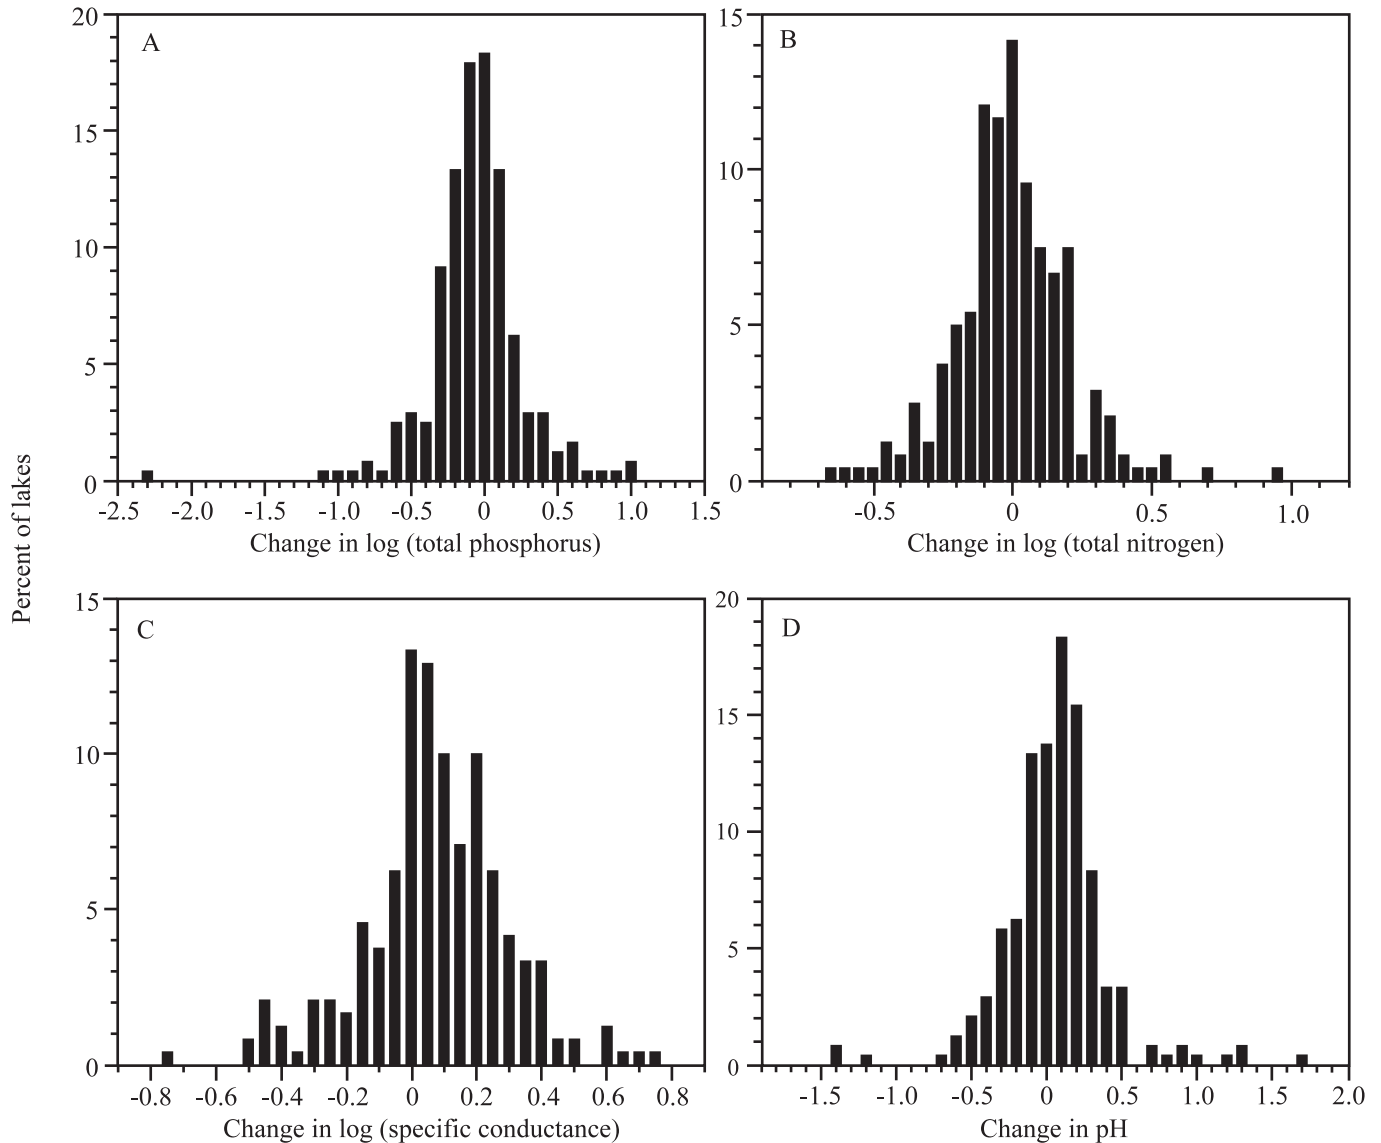 Percent of lakes
A
20
15
10
5
0
-2.5 -2.0 -1.5 -1.0 -0.5 0 0.5 1.0 1.5
Change in log (total phosphorus)
B
15
10
5
0
-0.5 0 0.5 1.0
Change in log (total nitrogen)
C
15
10
5
0
-0.8 -0.6 -0.4 -0.2 0 0.2 0.4 0.6 0.8
Change in log (specific conductance)
D
20
15
10
5
0
-1.5 -1.0 -0.5 0 0.5 1.0 1.5 2.0
Change in pH